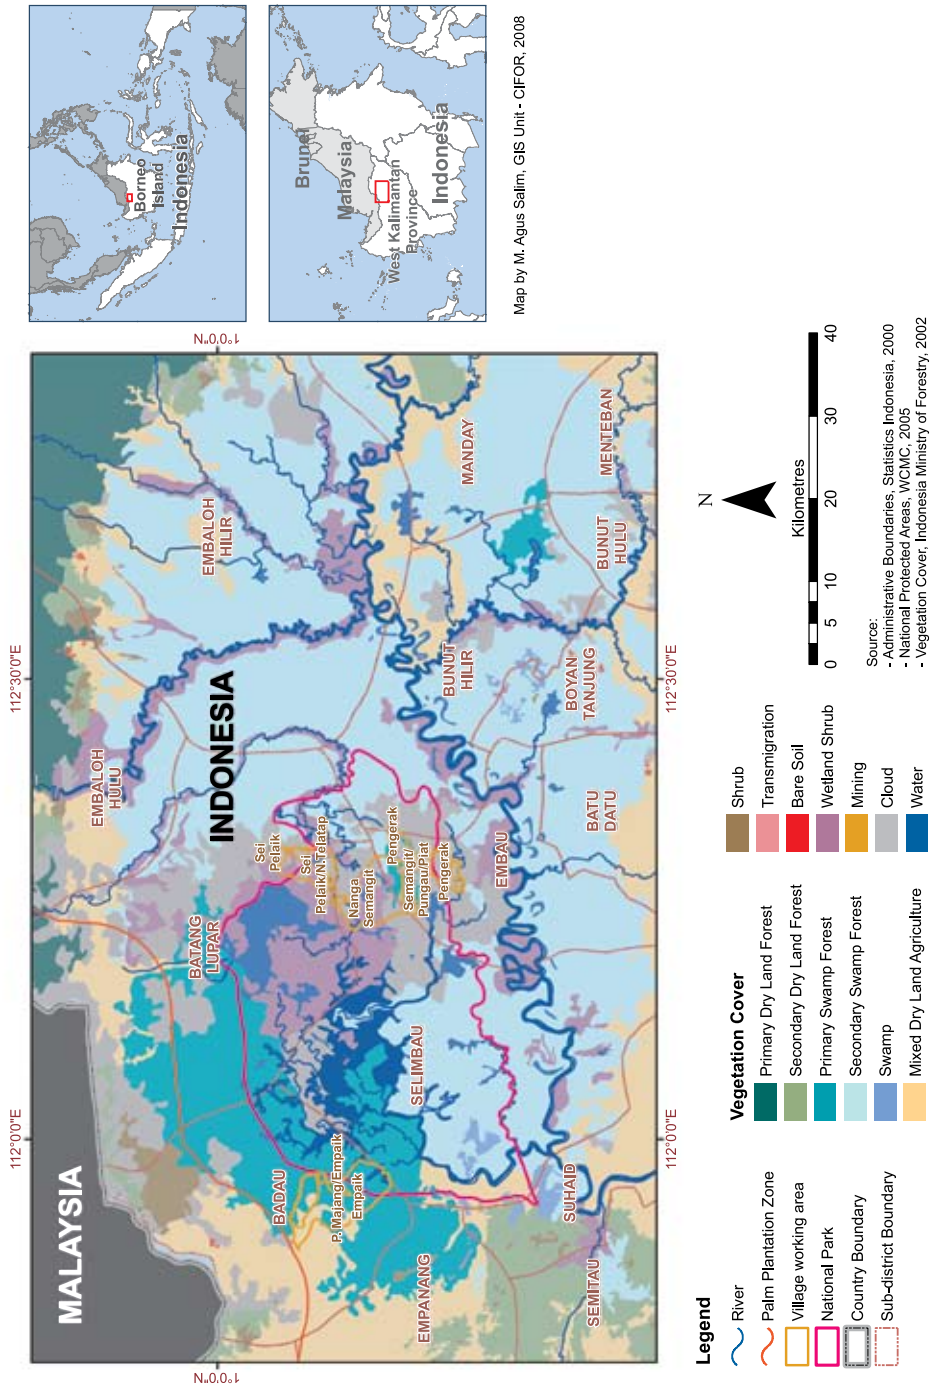 Borneo
Island
Indonesia
Brunei
Malaysia
West Kalimantan
Province
Indonesia
Map by M. Agus Salim, GIS Unit - CIFOR, 2008
112°0'0"E
112°30'0"E
1°0'0"N
1°0'0"N
112°0'0"E
112°30'0"E
MALAYSIA
INDONESIA
EMBALOH
HULU
EMBALOH
HILIR
BATANG
LUPAR
BADAU
P. Majang/Empaik
Empaik
EMPANANG
SELIMBAU
Sei
Pelaik
Sei
Pelaik/N.Telatap
Nanga
Semangit
Pengerak
Semangit/
Pungau/Piat
Pengerak
EMBAU
BUNUT
HILIR
MANDAY
MENTEBAN
BUNUT
HULU
BOYAN
TANJUNG
BATU
DATU
SUHAID
SEMITAU
Legend
River
Palm Plantation Zone
Village working area
National Park
Country Boundary
Sub-district Boundary
Vegetation Cover
Primary Dry Land Forest
Secondary Dry Land Forest
Primary Swamp Forest
Secondary Swamp Forest
Swamp
Mixed Dry Land Agriculture
Shrub
Transmigration
Bare Soil
Wetland Shrub
Mining
Cloud
Water
N
Kilometres
0 5 10 20 30 40
Source:
- Administrative Boundaries, Statistics Indonesia, 2000
- National Protected Areas, WCMC, 2005
- Vegetation Cover, Indonesia Ministry of Forestry, 2002